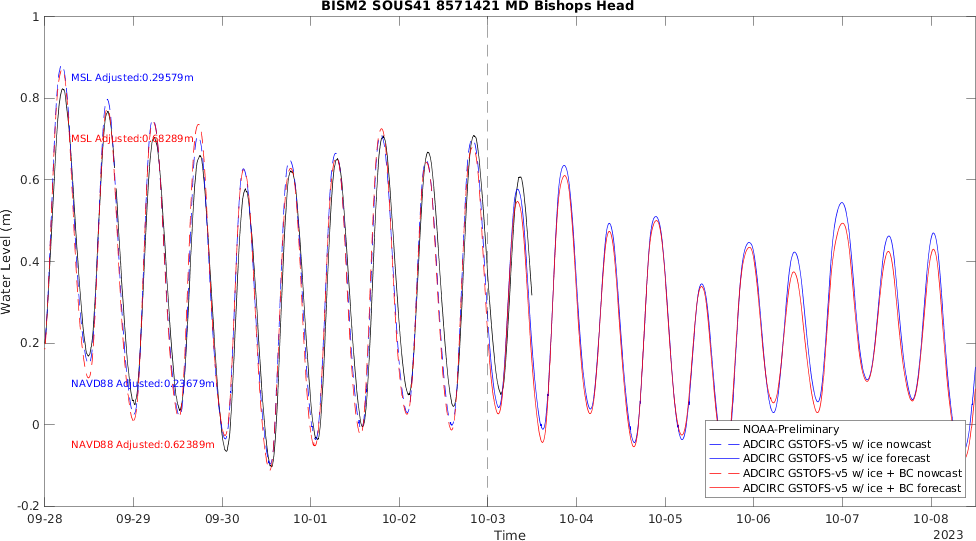 BISM2 SOUS41 8571421 MD Bishops Head
1
0.8
0.6
0.4
0.2
0
-0.2
Water Level (m)
MSL Adjusted:0.29579m
MSL Adjusted:0.68289m
NAVD88 Adjusted:0.23679m
NAVD88 Adjusted:0.62389m
NOAA-Preliminary
ADCIRC GSTOFS-v5 w/ ice nowcast
ADCIRC GSTOFS-v5 w/ ice forecast
ADCIRC GSTOFS-v5 w/ ice + BC nowcast
ADCIRC GSTOFS-v5 w/ ice + BC forecast
09-28 09-29 09-30 10-01 10-02 10-03 10-04 10-05 10-06 10-07 10-08
Time
2023